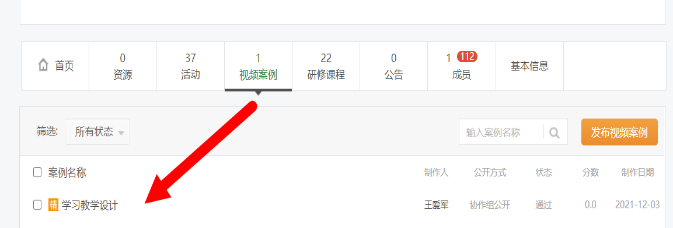 首页
0
资源
37
活动
1
视频案例
22
研修课程
0
公告
1 112
成员
基本信息
筛选: 所有状态 输入案例名称 发布视频案例
案例名称 制作人 公开方式 状态 分数 制作日期
精 学习教学设计 王爱军 协作组公开 通过 0.0 2021-12-03